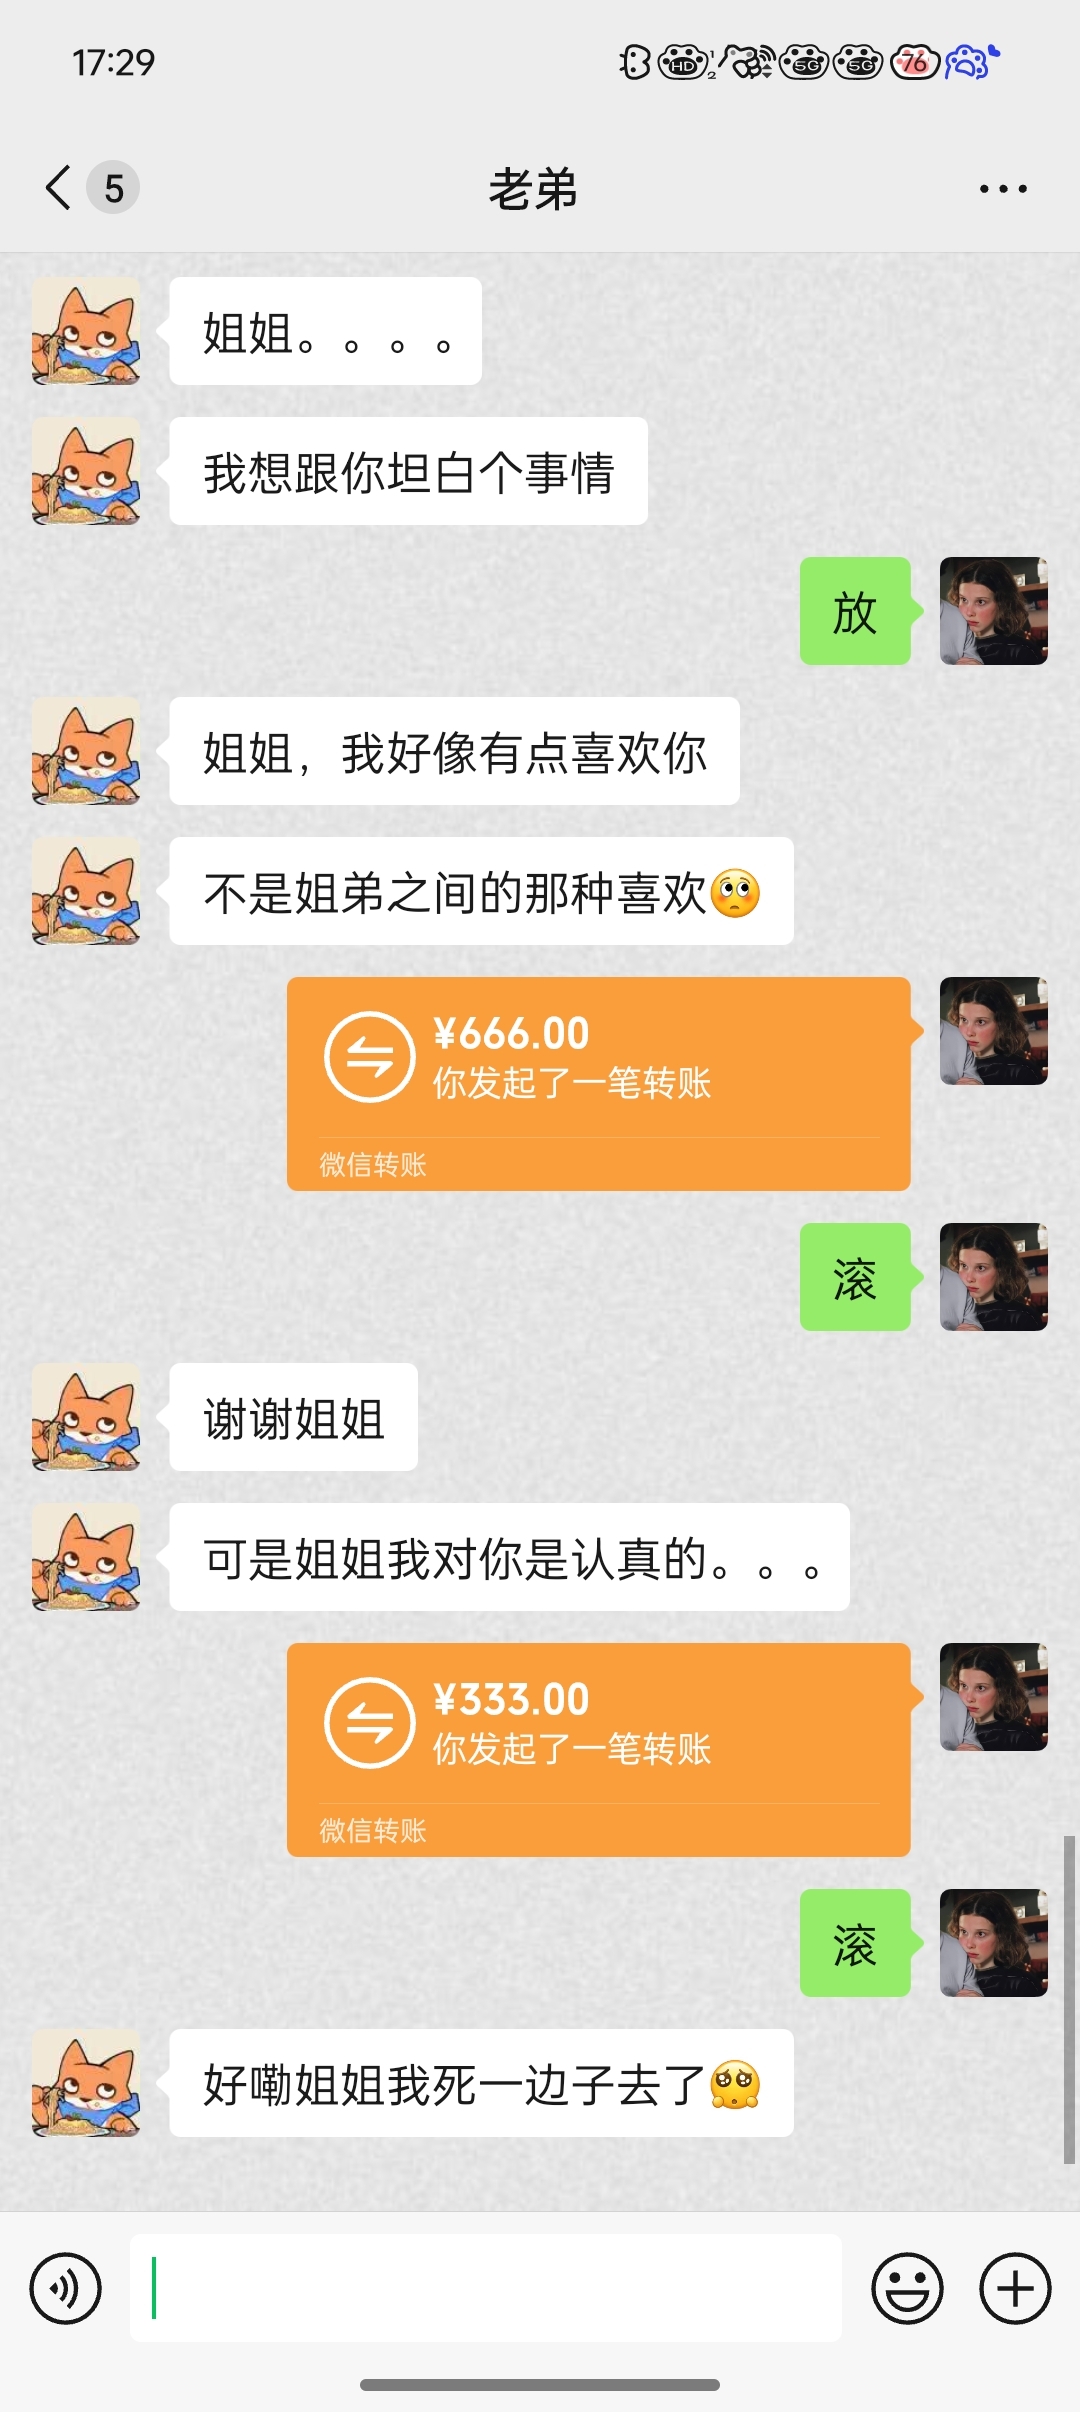 17:29
HD 1 2 5G 5G 76
5
老弟
姐姐。。。。
我想跟你坦白个事情
放
姐姐，我好像有点喜欢你
不是姐弟之间的那种喜欢🥺
¥666.00
你发起了一笔转账
微信转账
滚
谢谢姐姐
可是姐姐我对你是认真的。。。
¥333.00
你发起了一笔转账
微信转账
滚
好嘞姐姐我死一边子去了🥺